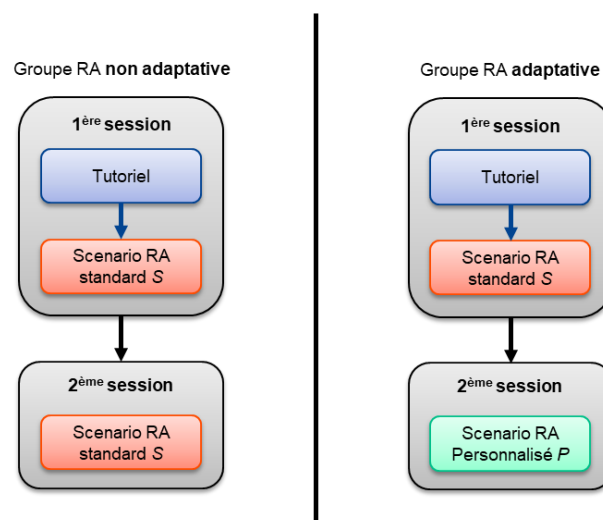 Groupe RA non adaptative
1ère session
Tutoriel
Scenario RA
standard S
2ème session
Scenario RA
standard S
Groupe RA adaptative
1ère session
Tutoriel
Scenario RA
standard S
2ème session
Scenario RA
Personnalisé P